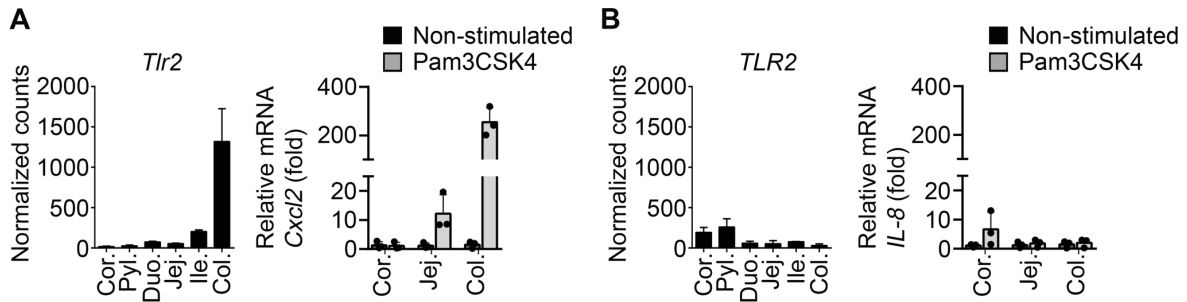 A
Tlr2
Normalized counts
2000
1500
1000
500
0
Cor.
Pyl.
Duo.
Jej.
Ile.
Col.
Non-stimulated
Pam3CSK4
Relative mRNA
Cxcl2 (fold)
400
200
20
10
0
Cor.
Jej.
Col.
B
TLR2
Normalized counts
2000
1500
1000
500
0
Cor.
Pyl.
Duo.
Jej.
Ile.
Col.
Non-stimulated
Pam3CSK4
Relative mRNA
IL-8 (fold)
400
200
20
10
0
Cor.
Jej.
Col.